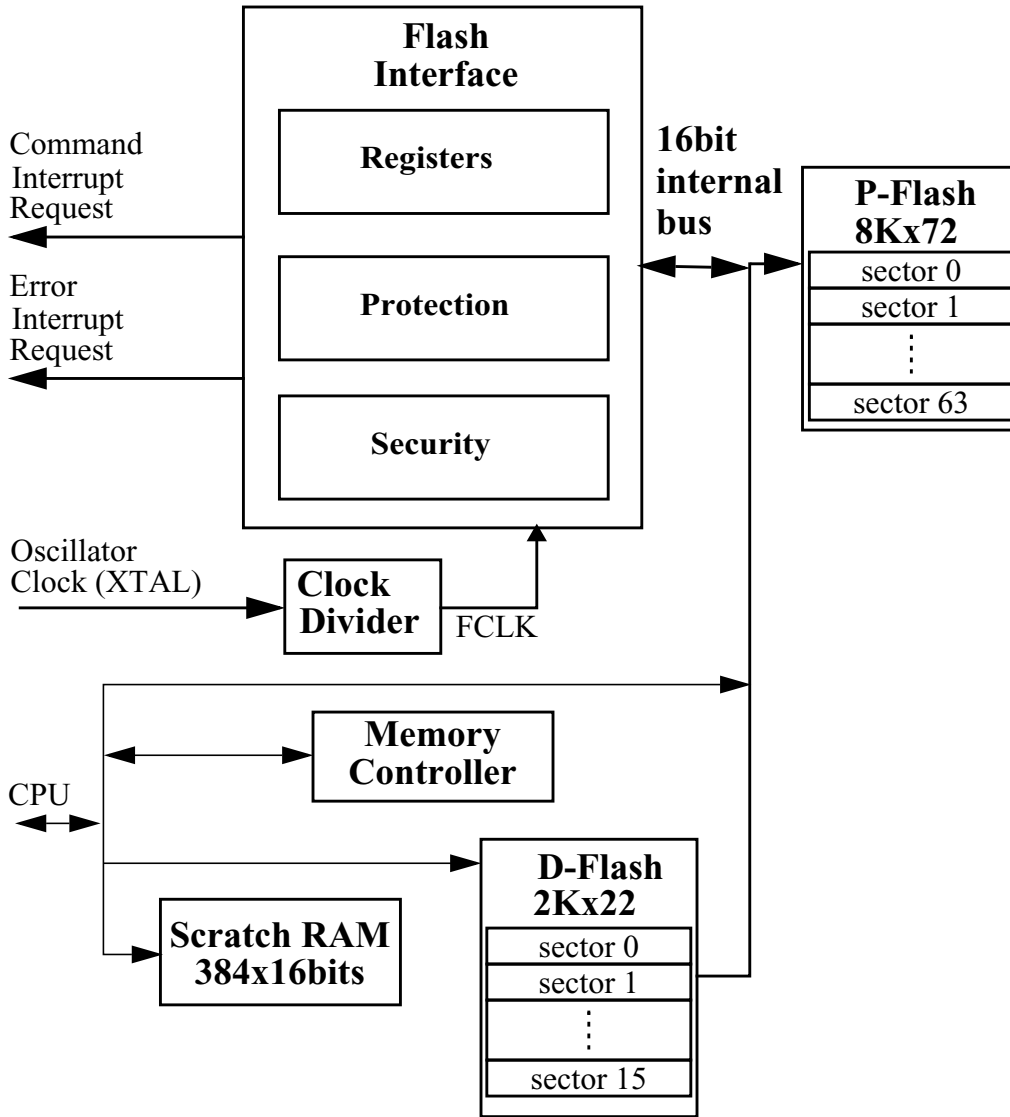 Flash
Interface
Registers
Protection
Security
Command
Interrupt
Request
Error
Interrupt
Request
16bit
internal
bus
P-Flash
8Kx72
sector 0
sector 1
sector 63
Oscillator
Clock (XTAL)
Clock
Divider
FCLK
Memory
Controller
CPU
Scratch RAM
384x16bits
D-Flash
2Kx22
sector 0
sector 1
sector 15